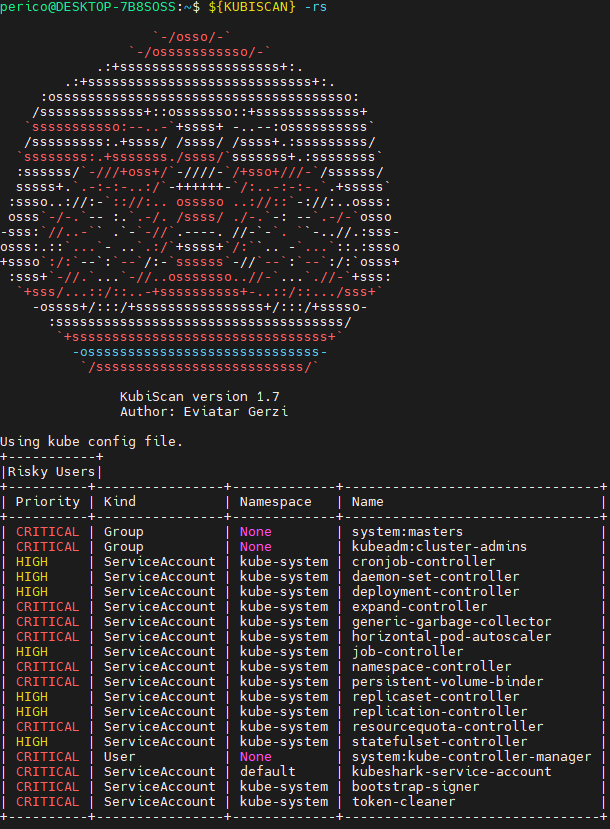 perico@DESKTOP-7B8SOSS:~$ ${KUBISCAN} -rs
KubiScan version 1.7
Author: Eviatar Gerzi
Using kube config file.
+-----------+
|Risky Users|
+----------+----------------+-------------+--------------------------------+
| Priority | Kind           | Namespace   | Name                           |
+----------+----------------+-------------+--------------------------------+
| CRITICAL | Group          | None        | system:masters                 |
| CRITICAL | Group          | None        | kubeadm:cluster-admins         |
| HIGH     | ServiceAccount | kube-system | cronjob-controller             |
| HIGH     | ServiceAccount | kube-system | daemon-set-controller          |
| HIGH     | ServiceAccount | kube-system | deployment-controller          |
| CRITICAL | ServiceAccount | kube-system | expand-controller              |
| CRITICAL | ServiceAccount | kube-system | generic-garbage-collector      |
| CRITICAL | ServiceAccount | kube-system | horizontal-pod-autoscaler      |
| HIGH     | ServiceAccount | kube-system | job-controller                 |
| CRITICAL | ServiceAccount | kube-system | namespace-controller           |
| CRITICAL | ServiceAccount | kube-system | persistent-volume-binder       |
| HIGH     | ServiceAccount | kube-system | replicaset-controller          |
| HIGH     | ServiceAccount | kube-system | replication-controller         |
| CRITICAL | ServiceAccount | kube-system | resourcequota-controller       |
| HIGH     | ServiceAccount | kube-system | statefulset-controller         |
| CRITICAL | User           | None        | system:kube-controller-manager |
| CRITICAL | ServiceAccount | default     | kubeshark-service-account      |
| CRITICAL | ServiceAccount | kube-system | bootstrap-signer               |
| CRITICAL | ServiceAccount | kube-system | token-cleaner                  |
+----------+----------------+-------------+--------------------------------+